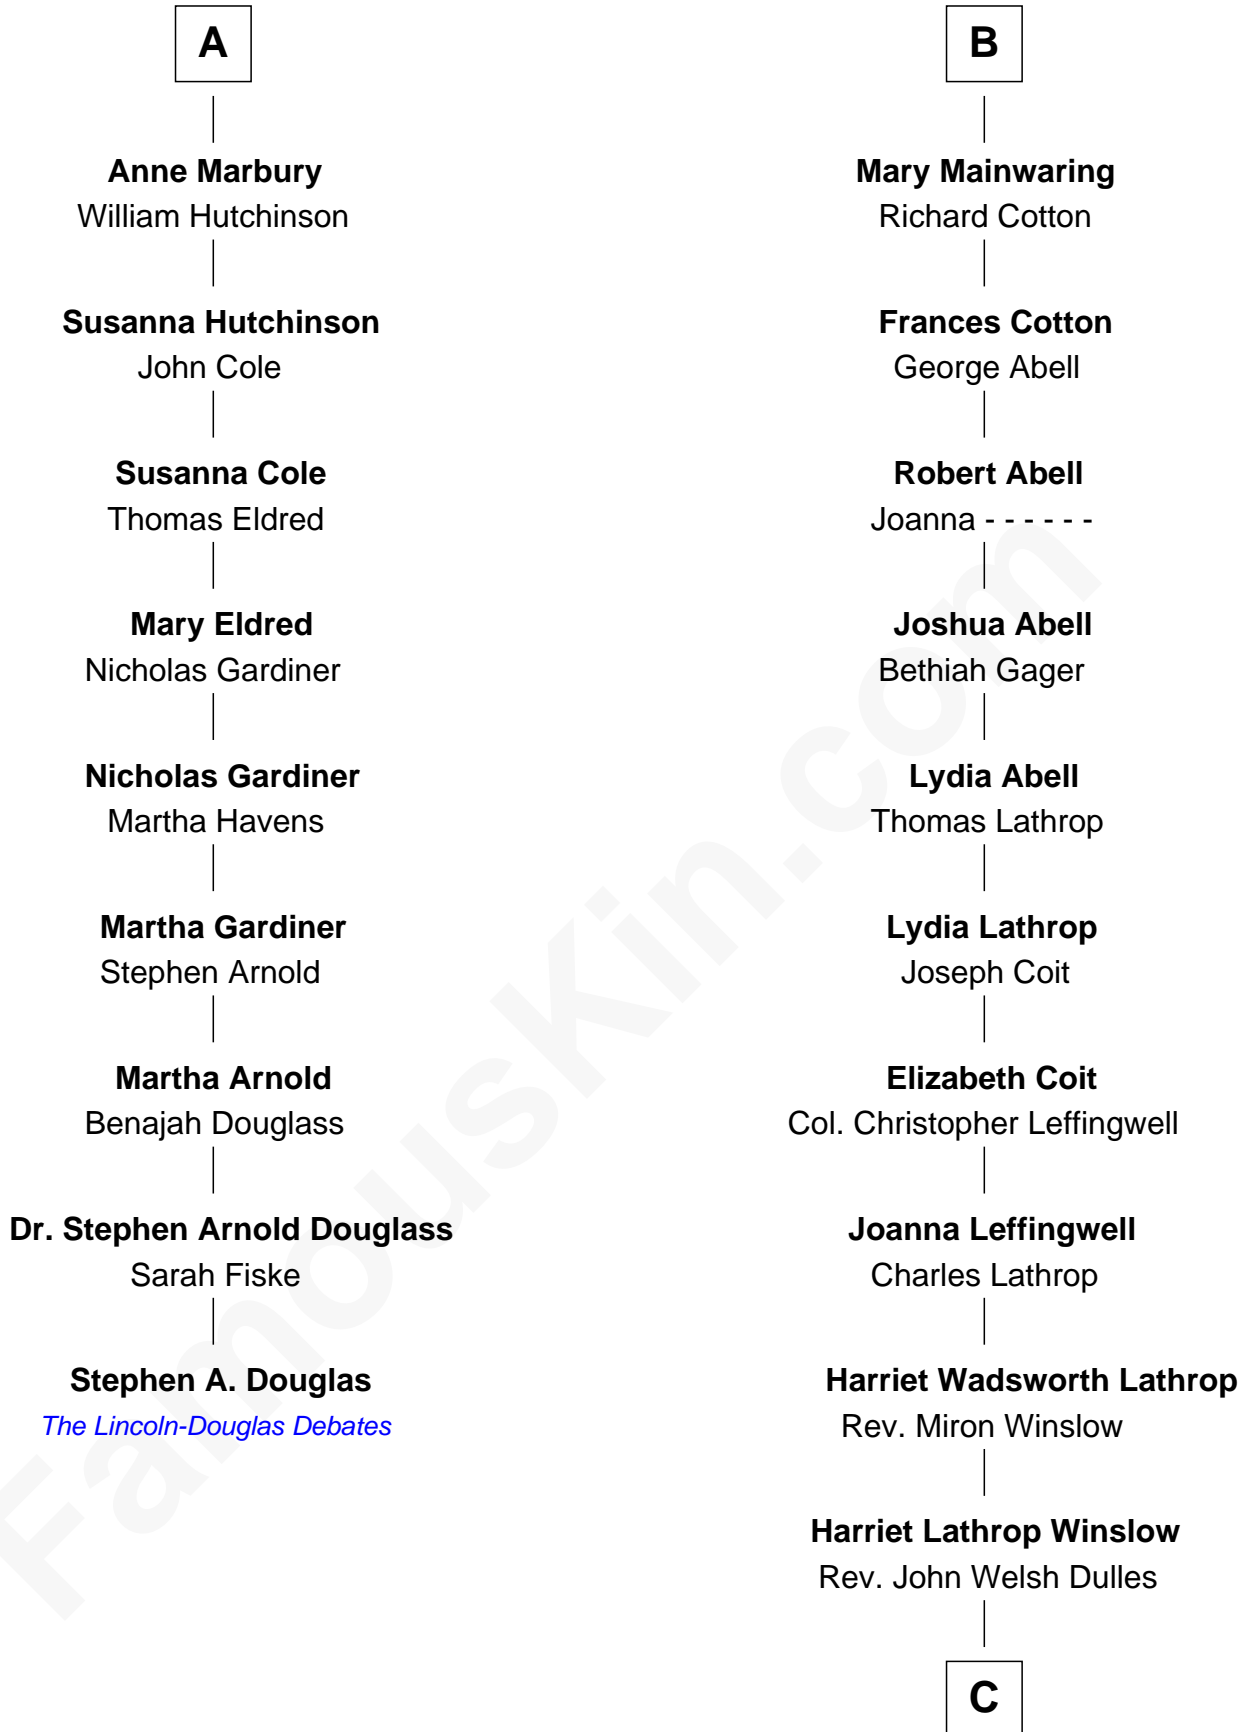 A
Anne Marbury
William Hutchinson
Susanna Hutchinson
John Cole
Susanna Cole
Thomas Eldred
Mary Eldred
Nicholas Gardiner
Nicholas Gardiner
Martha Havens
Martha Gardiner
Stephen Arnold
Martha Arnold
Benajah Douglass
Dr. Stephen Arnold Douglass
Sarah Fiske
Stephen A. Douglas
The Lincoln-Douglas Debates
B
Mary Mainwaring
Richard Cotton
Frances Cotton
George Abell
Robert Abell
Joanna - - - - - -
Joshua Abell
Bethiah Gager
Lydia Abell
Thomas Lathrop
Lydia Lathrop
Joseph Coit
Elizabeth Coit
Col. Christopher Leffingwell
Joanna Leffingwell
Charles Lathrop
Harriet Wadsworth Lathrop
Rev. Miron Winslow
Harriet Lathrop Winslow
Rev. John Welsh Dulles
C
FamousKin.com